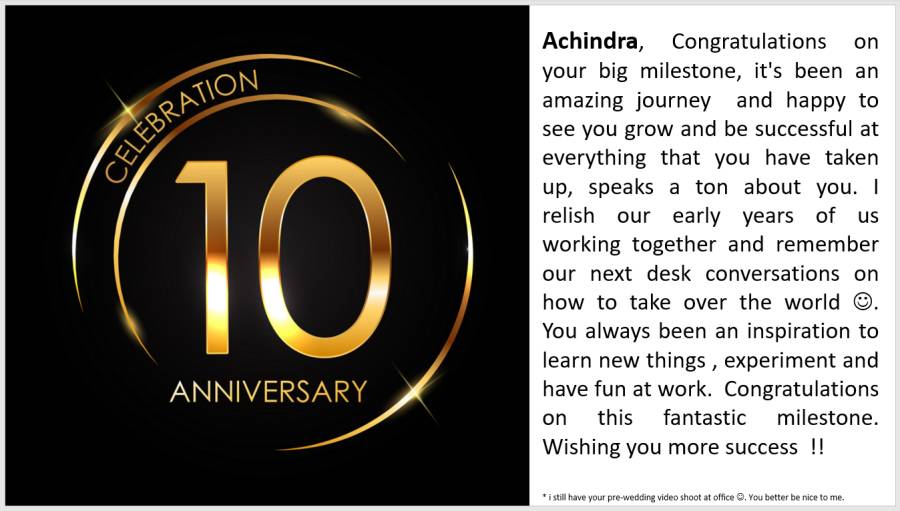 CELEBRATION
10
ANNIVERSARY
Achindra, Congratulations on
your big milestone, it's been an
amazing journey and happy to
see you grow and be successful at
everything that you have taken
up, speaks a ton about you. I
relish our early years of us
working together and remember
our next desk conversations on
how to take over the world ☺.
You always been an inspiration to
learn new things , experiment and
have fun at work. Congratulations
on this fantastic milestone.
Wishing you more success !!
* i still have your pre-wedding video shoot at office ☺. You better be nice to me.